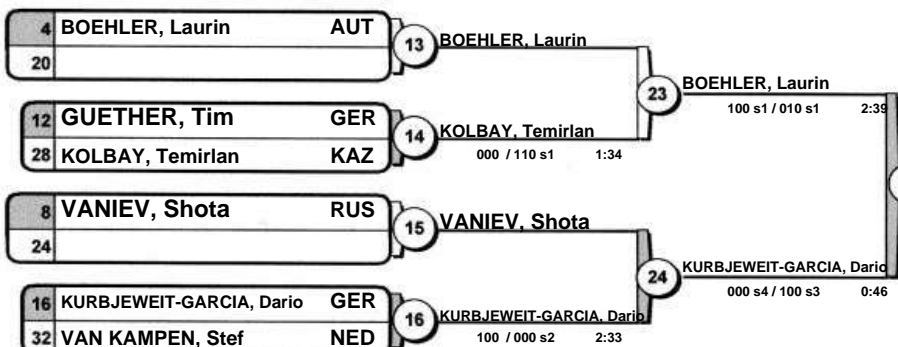 4 BOEHLER, Laurin AUT
20
13 BOEHLER, Laurin
12 GUETHER, Tim GER
28 KOLBAY, Temirlan KAZ
14 KOLBAY, Temirlan
000 / 110 s1 1:34
23 BOEHLER, Laurin
100 s1 / 010 s1 2:39
8 VANIEV, Shota RUS
24
15 VANIEV, Shota
16 KURBJEWEIT-GARCIA, Dario GER
32 VAN KAMPEN, Stef NED
16 KURBJEWEIT-GARCIA, Dario
100 / 000 s2 2:33
24 KURBJEWEIT-GARCIA, Dario
000 s4 / 100 s3 0:46